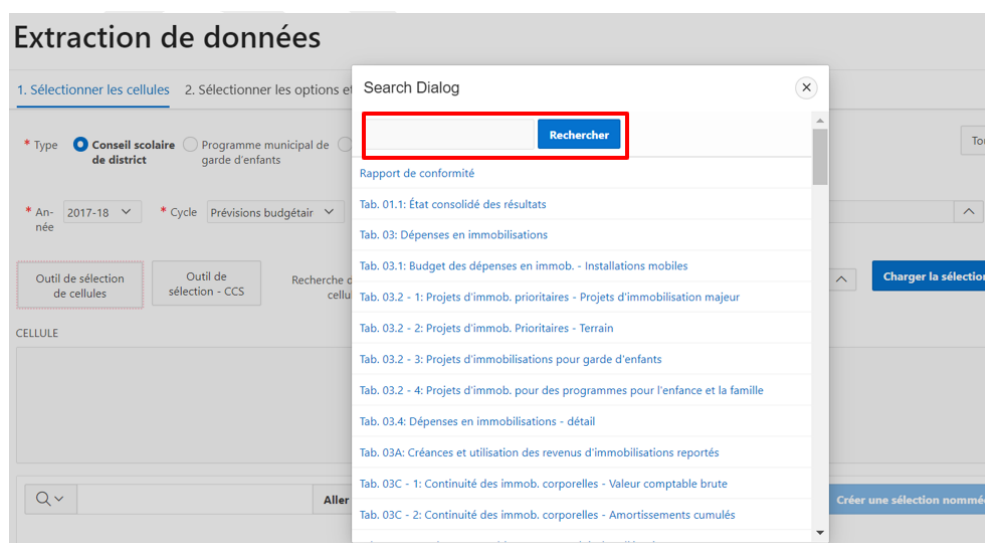 Extraction de données
1. Sélectionner les cellules 2. Sélectionner les options et
Search Dialog
Rechercher
* Type Conseil scolaire de district Programme municipal de garde d'enfants
* An-née 2017-18 * Cycle Prévisions budgétair
Outil de sélection de cellules
Outil de sélection - CCS
Recherche
Charger la sélection
CELLULE
Rapport de conformité
Tab. 01.1: État consolidé des résultats
Tab. 03: Dépenses en immobilisations
Tab. 03.1: Budget des dépenses en immob. - Installations mobiles
Tab. 03.2 - 1: Projets d'immob. prioritaires - Projets d'immobilisation majeur
Tab. 03.2 - 2: Projets d'immob. Prioritaires - Terrain
Tab. 03.2 - 3: Projets d'immobilisations pour garde d'enfants
Tab. 03.2 - 4: Projets d'immob. pour des programmes pour l'enfance et la famille
Tab. 03.4: Dépenses en immobilisations - détail
Tab. 03A: Créances et utilisation des revenus d'immobilisations reportés
Tab. 03C - 1: Continuité des immob. corporelles - Valeur comptable brute
Tab. 03C - 2: Continuité des immob. corporelles - Amortissements cumulés
Aller
Créer une sélection nommé